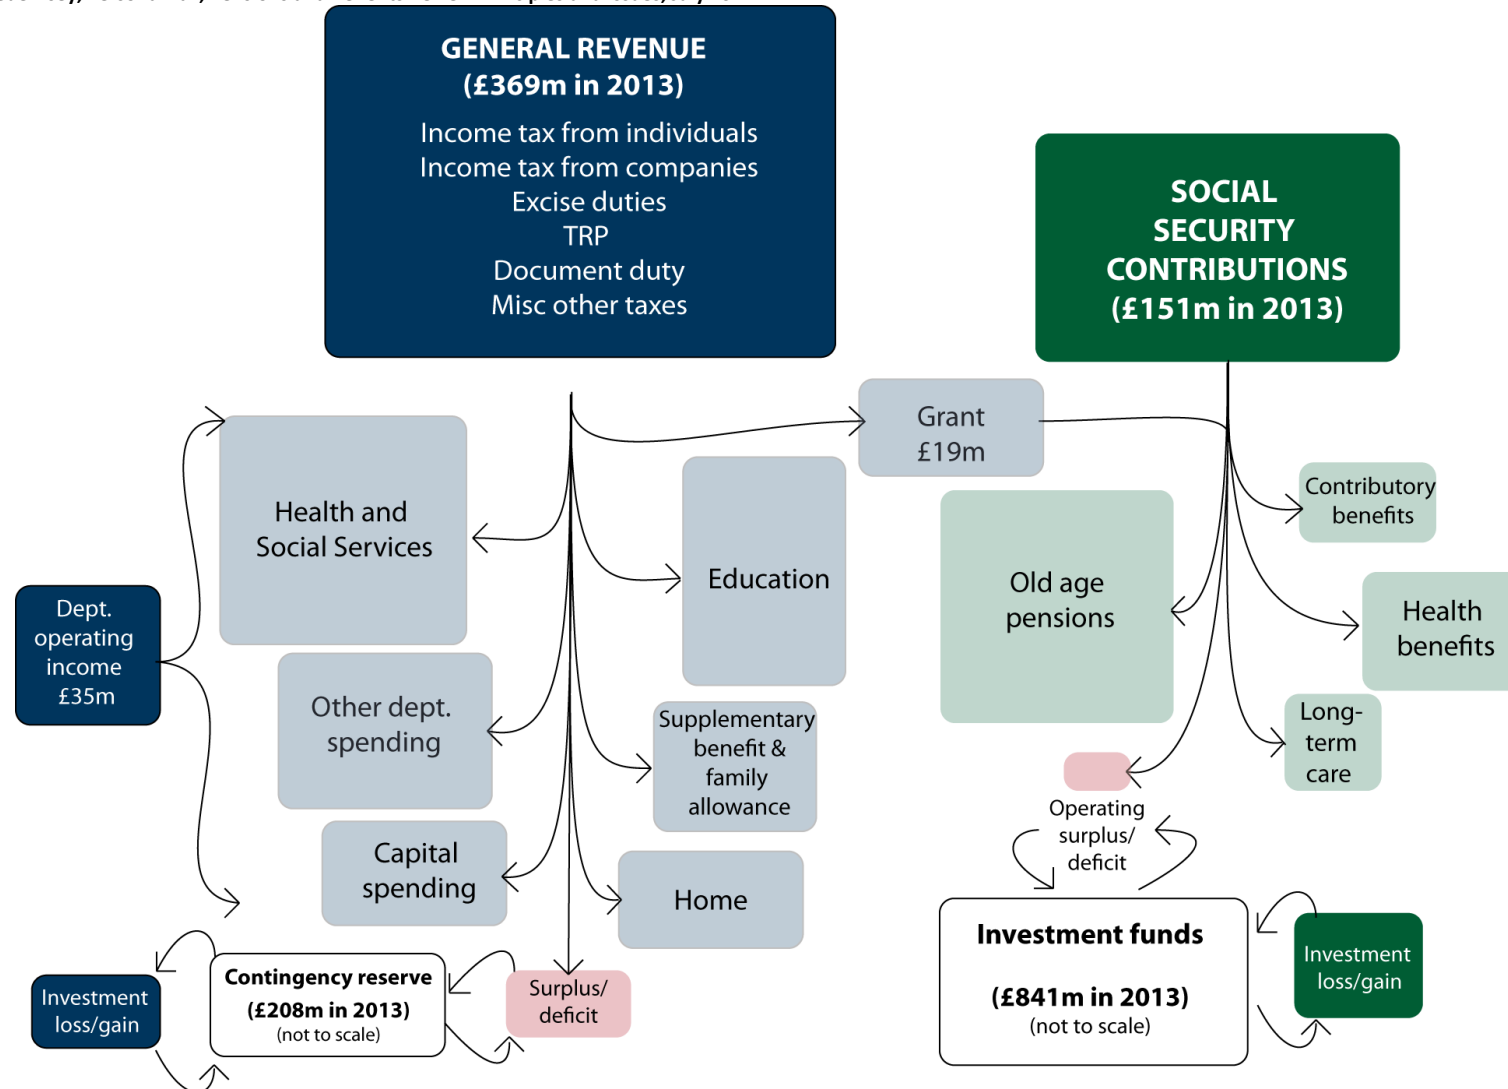 GENERAL REVENUE
(£369m in 2013)
Income tax from individuals
Income tax from companies
Excise duties
TRP
Document duty
Misc other taxes
SOCIAL
SECURITY
CONTRIBUTIONS
(£151m in 2013)
Grant
£19m
Health and
Social Services
Education
Contributory
benefits
Old age
pensions
Health
benefits
Dept.
operating
income
£35m
Other dept.
spending
Supplementary
benefit &
family
allowance
Long-
term
care
Operating
surplus/
deficit
Capital
spending
Home
Investment funds
(£841m in 2013)
(not to scale)
Investment
loss/gain
Contingency reserve
(£208m in 2013)
(not to scale)
Surplus/
deficit
Investment
loss/gain